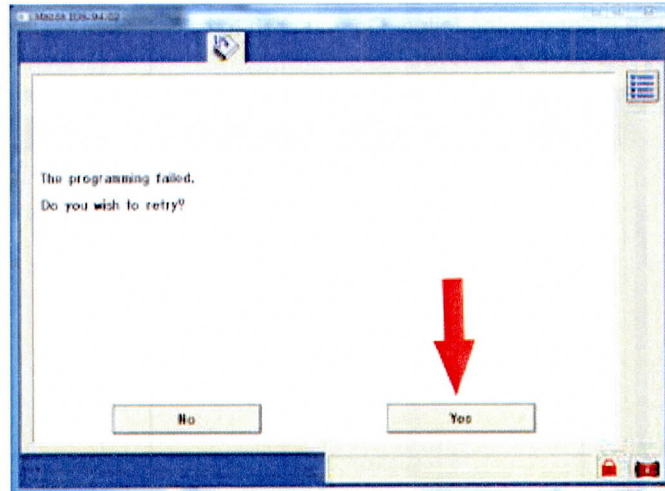 The programming failed.
Do you wish to retry?
No
Yes